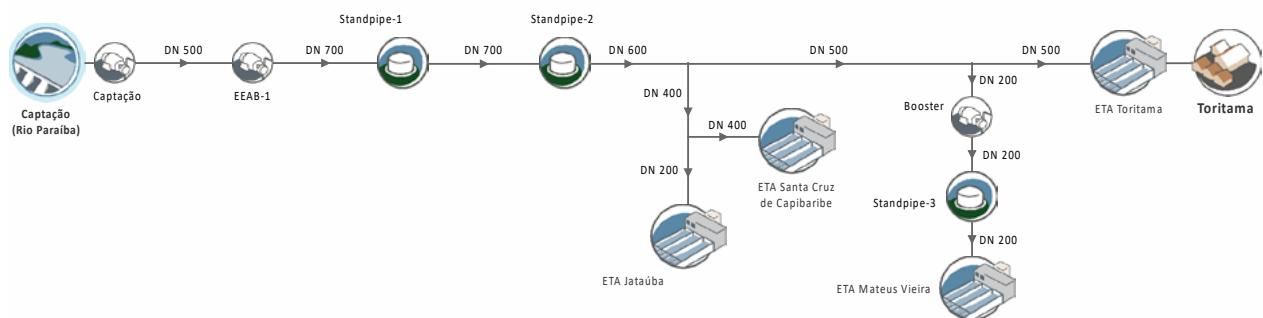 Standpipe-1
Standpipe-2
DN 500
DN 700
DN 700
DN 600
DN 500
DN 500
Captação
EEAB-1
Captação
(Rio Paraíba)
DN 400
DN 400
DN 200
ETA Santa Cruz
de Capibaribe
ETA Jataúba
DN 200
Booster
DN 200
Standpipe-3
DN 200
ETA Mateus Vieira
ETA Toritama
Toritama